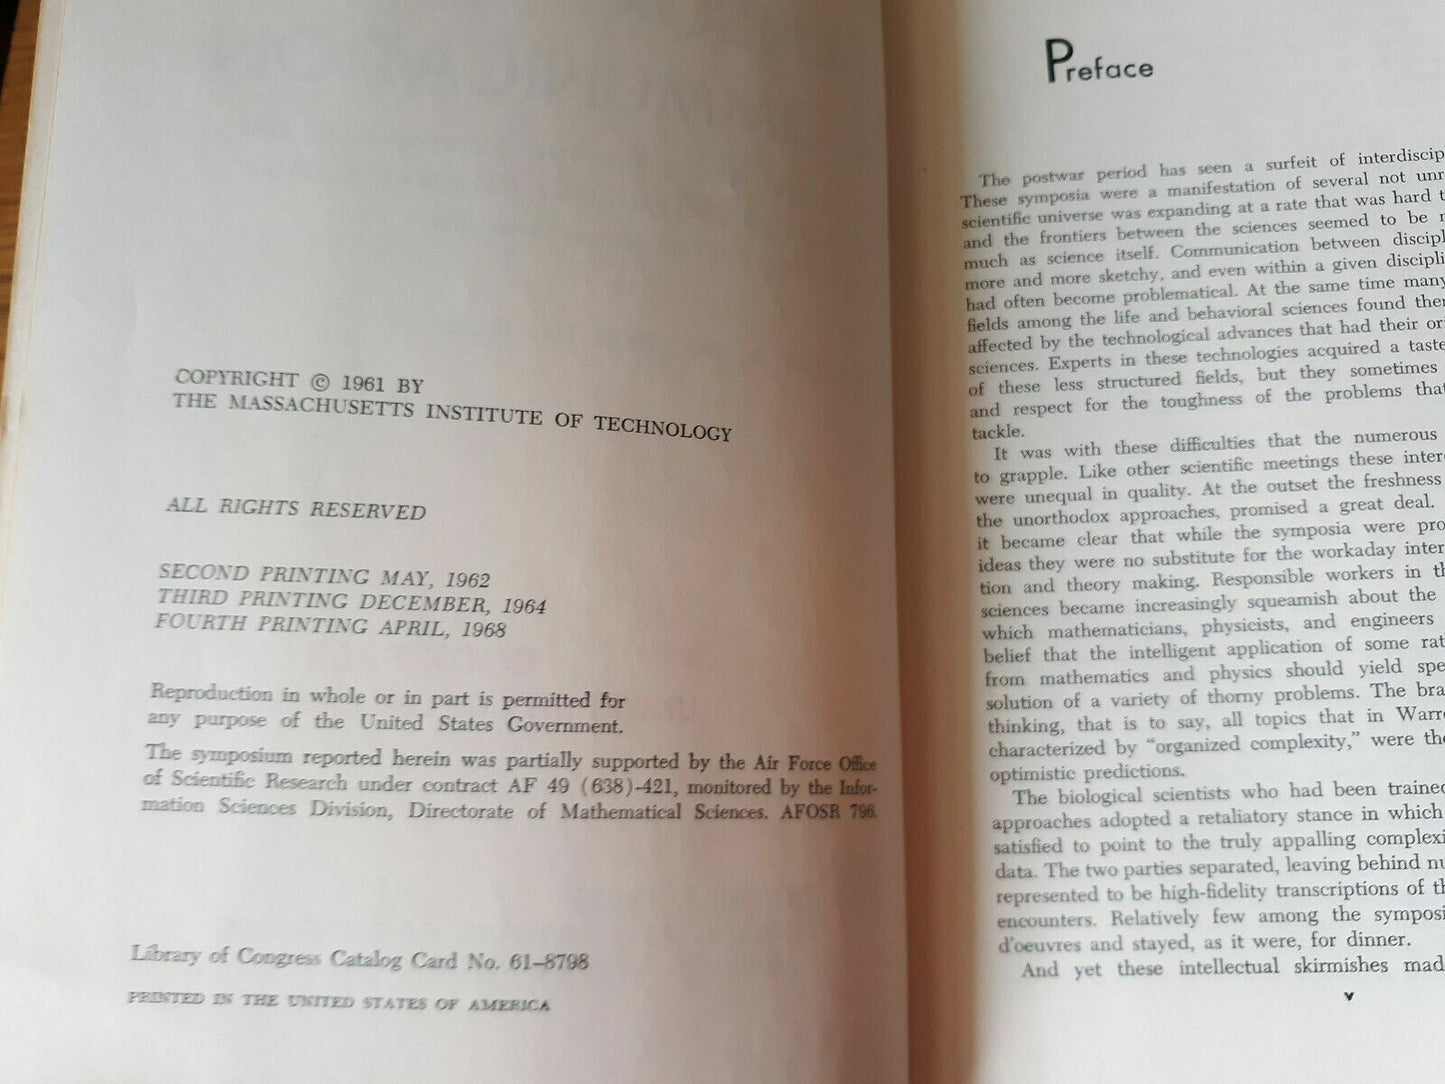 COPYRIGHT © 1961 BY
THE MASSACHUSETTS INSTITUTE OF TECHNOLOGY
ALL RIGHTS RESERVED
SECOND PRINTING MAY, 1962
THIRD PRINTING DECEMBER, 1964
FOURTH PRINTING APRIL, 1968
Reproduction in whole or in part is permitted for
any purpose of the United States Government.
The symposium reported herein was partially supported by the Air Force Office
of Scientific Research under contract AF 49 (638)-421, monitored by the Infor-
mation Sciences Division, Directorate of Mathematical Sciences. AFOSR 796.
Library of Congress Catalog Card No. 61–8798
PRINTED IN THE UNITED STATES OF AMERICA
Preface
The postwar period has seen a surfeit of interdiscip
These symposia were a manifestation of several not unr
scientific universe was expanding at a rate that was hard t
and the frontiers between the sciences seemed to be
much as science itself. Communication between discipl
more and more sketchy, and even within a given discipli
had often become problematical. At the same time many
fields among the life and behavioral sciences found the
affected by the technological advances that had their ori
sciences. Experts in these technologies acquired a taste
of these less structured fields, but they sometimes
and respect for the toughness of the problems that
tackle.
It was with these difficulties that the numerous
to grapple. Like other scientific meetings these inter
were unequal in quality. At the outset the freshness
the unorthodox approaches, promised a great deal.
it became clear that while the symposia were pro
ideas they were no substitute for the workaday inter
tion and theory making. Responsible workers in th
sciences became increasingly squeamish about the
which mathematicians, physicists, and engineers
belief that the intelligent application of some rat
from mathematics and physics should yield spe
solution of a variety of thorny problems. The bra
thinking, that is to say, all topics that in Warr
characterized by "organized complexity," were the
optimistic predictions.
The biological scientists who had been trained
approaches adopted a retaliatory stance in which
satisfied to point to the truly appalling complexi
data. The two parties separated, leaving behind nu
represented to be high-fidelity transcriptions of th
encounters. Relatively few among the symposi
d'oeuvres and stayed, as it were, for dinner.
And yet these intellectual skirmishes mad
v